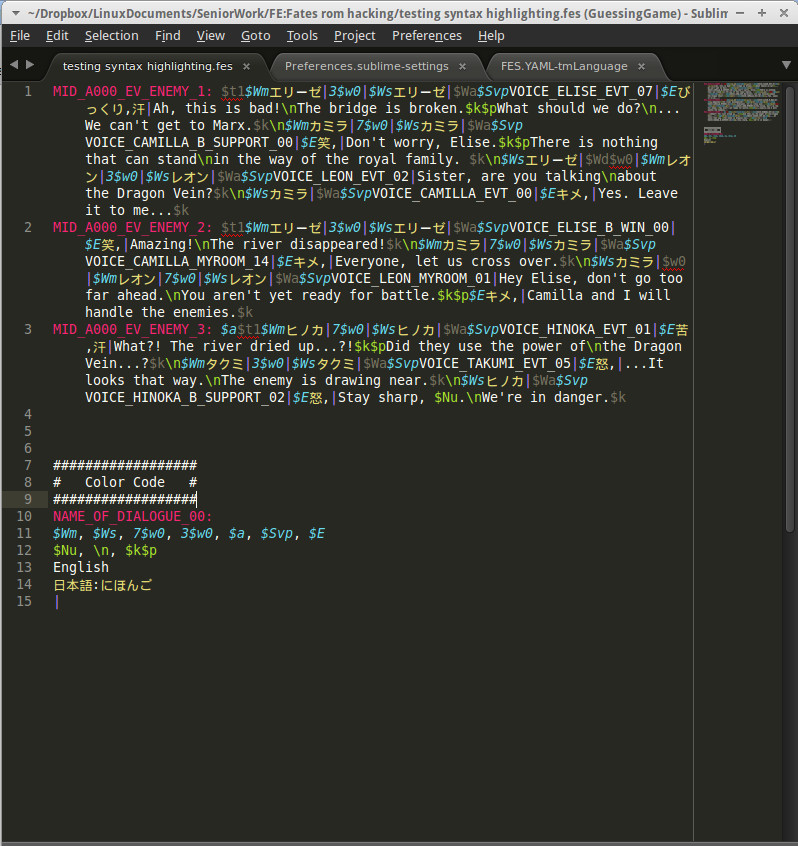 ~/Dropbox/LinuxDocuments/SeniorWork/FE:Fates rom hacking/testing syntax highlighting.fes (GuessingGame) - Sublim
File Edit Selection Find View Goto Tools Project Preferences Help
testing syntax highlighting.fes × Preferences.sublime-settings × FES.YAML-tmLanguage ×
1 MID_A000_EV_ENEMY_1: $t1$Wmエリーゼ|3$w0|$Wsエリーゼ|$Wa$SvpVOICE_ELISE_EVT_07|$Eび
っくり,汗|Ah, this is bad!\nThe bridge is broken.$k$pWhat should we do?\n...
We can't get to Marx.$k\n$Wmカミラ|7$w0|$Wsカミラ|$Wa$Svp
VOICE_CAMILLA_B_SUPPORT_00|$E笑,|Don't worry, Elise.$k$pThere is nothing
that can stand\nin the way of the royal family. $k\n$Wsエリーゼ|$Wd$w0|$Wmレオ
ン|3$w0|$Wsレオン|$Wa$SvpVOICE_LEON_EVT_02|Sister, are you talking\nabout
the Dragon Vein?$k\n$Wsカミラ|$Wa$SvpVOICE_CAMILLA_EVT_00|$Eキメ,|Yes. Leave
it to me...$k
2 MID_A000_EV_ENEMY_2: $t1$Wmエリーゼ|3$w0|$Wsエリーゼ|$Wa$SvpVOICE_ELISE_B_WIN_00|
$E笑,|Amazing!\nThe river disappeared!$k\n$Wmカミラ|7$w0|$Wsカミラ|$Wa$Svp
VOICE_CAMILLA_MYROOM_14|$Eキメ,|Everyone, let us cross over.$k\n$Wsカミラ|$w0
|$Wmレオン|7$w0|$Wsレオン|$Wa$SvpVOICE_LEON_MYROOM_01|Hey Elise, don't go too
far ahead.\nYou aren't yet ready for battle.$k$p$Eキメ,|Camilla and I will
handle the enemies.$k
3 MID_A000_EV_ENEMY_3: $a$t1$Wmヒノカ|7$w0|$Wsヒノカ|$Wa$SvpVOICE_HINOKA_EVT_01|$E苦
,汗|What?! The river dried up...?!$k$pDid they use the power of\nthe Dragon
Vein...?$k\n$Wmタクミ|3$w0|$Wsタクミ|$Wa$SvpVOICE_TAKUMI_EVT_05|$E怒,|...It
looks that way.\nThe enemy is drawing near.$k\n$Wsヒノカ|$Wa$Svp
VOICE_HINOKA_B_SUPPORT_02|$E怒,|Stay sharp, $Nu.\nWe're in danger.$k
4
5
6
7 ##################
8 #   Color Code   #
9 ##################
10 NAME_OF_DIALOGUE_00:
11 $Wm, $Ws, 7$w0, 3$w0, $a, $Svp, $E
12 $Nu, \n, $k$p
13 English
14 日本語:にほんご
15 |